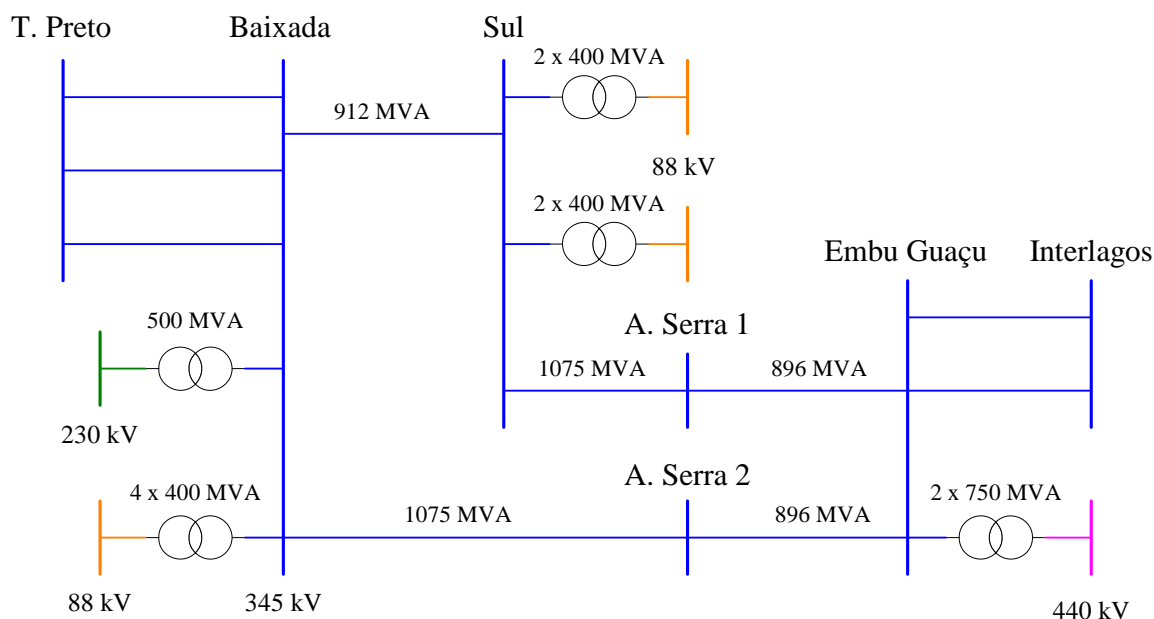 T. Preto
Baixada
Sul
2 x 400 MVA
912 MVA
88 kV
2 x 400 MVA
Embu Guaçu
Interlagos
500 MVA
A. Serra 1
1075 MVA
896 MVA
230 kV
4 x 400 MVA
A. Serra 2
2 x 750 MVA
1075 MVA
896 MVA
88 kV
345 kV
440 kV